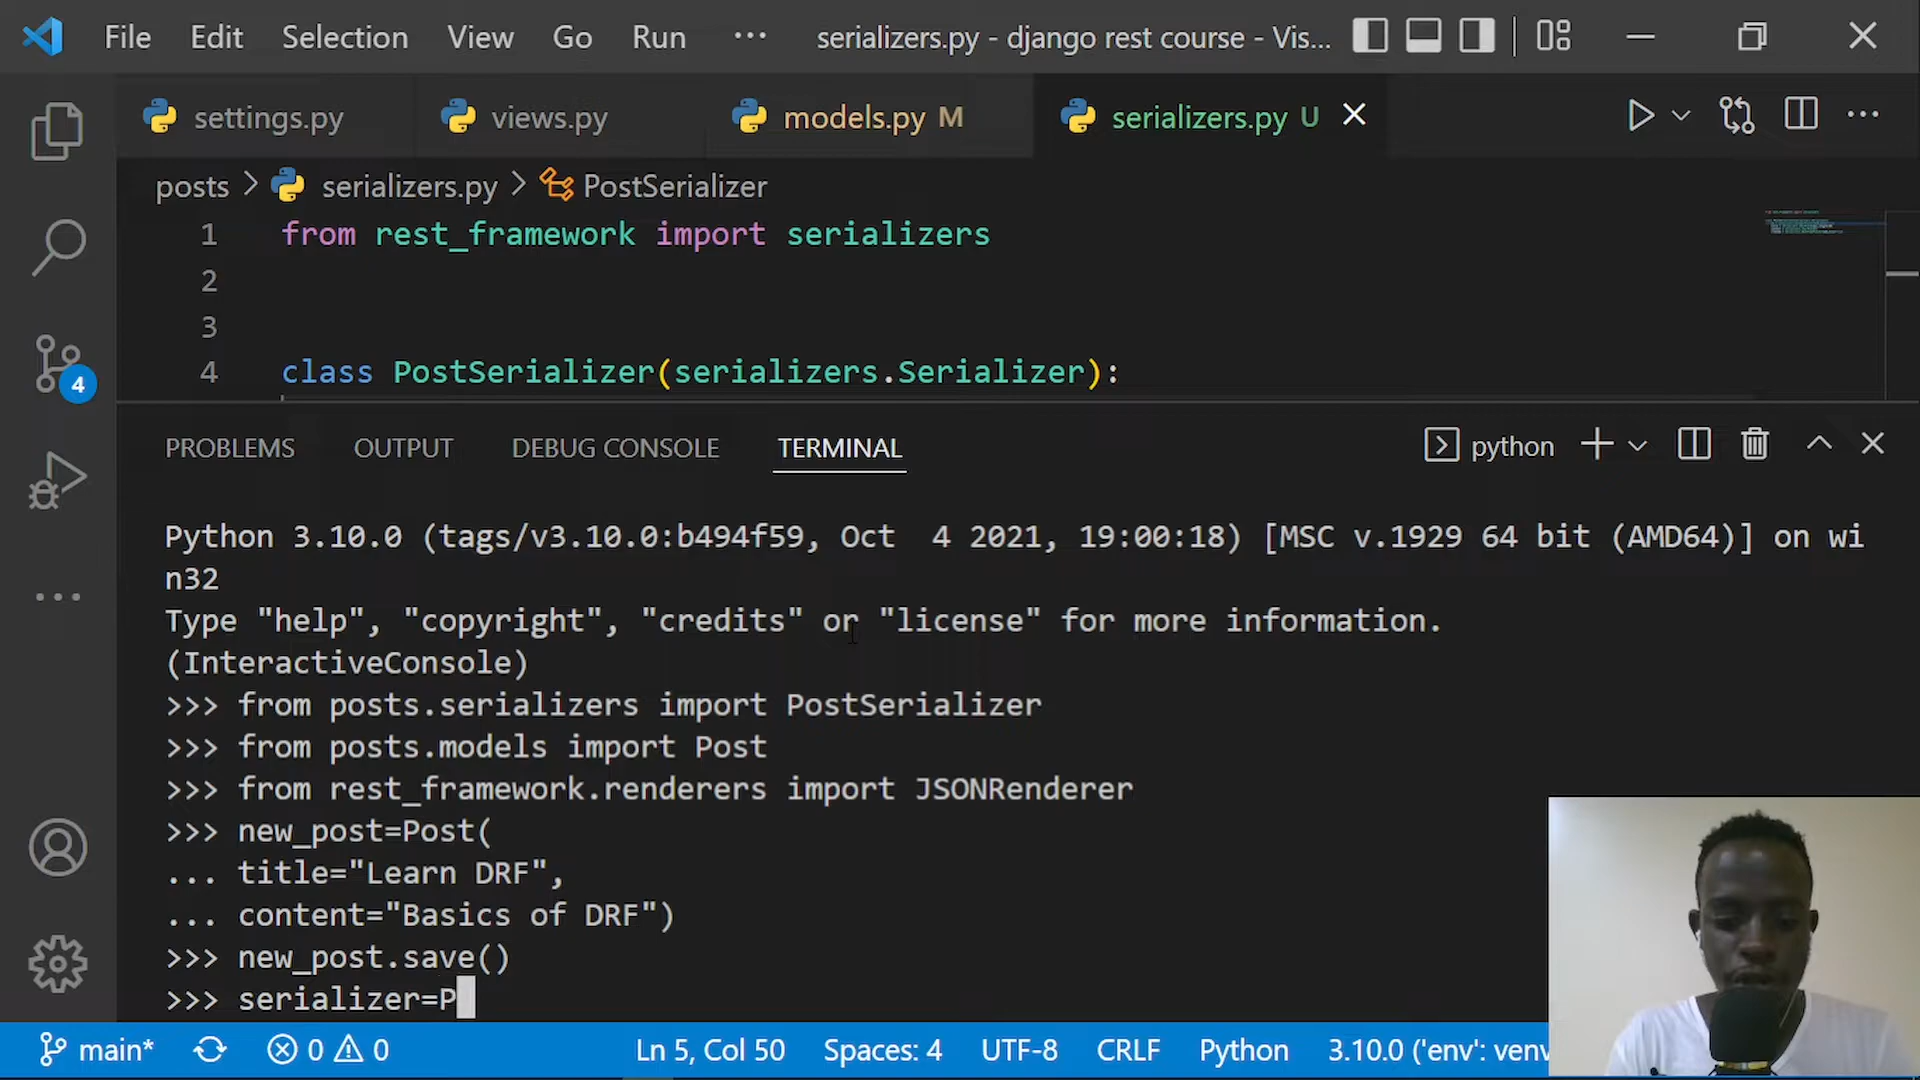 File Edit Selection View Go Run ··· serializers.py - django rest course - Vis...
settings.py views.py models.py M serializers.py U
posts > serializers.py > PostSerializer
1 from rest_framework import serializers
2
3
4 class PostSerializer(serializers.Serializer):
4
PROBLEMS OUTPUT DEBUG CONSOLE TERMINAL python
Python 3.10.0 (tags/v3.10.0:b494f59, Oct  4 2021, 19:00:18) [MSC v.1929 64 bit (AMD64)] on wi
n32
Type "help", "copyright", "credits" or "license" for more information.
(InteractiveConsole)
>>> from posts.serializers import PostSerializer
>>> from posts.models import Post
>>> from rest_framework.renderers import JSONRenderer
>>> new_post=Post(
... title="Learn DRF",
... content="Basics of DRF")
>>> new_post.save()
>>> serializer=P
main* 0 0 Ln 5, Col 50 Spaces: 4 UTF-8 CRLF Python 3.10.0 ('env': venv